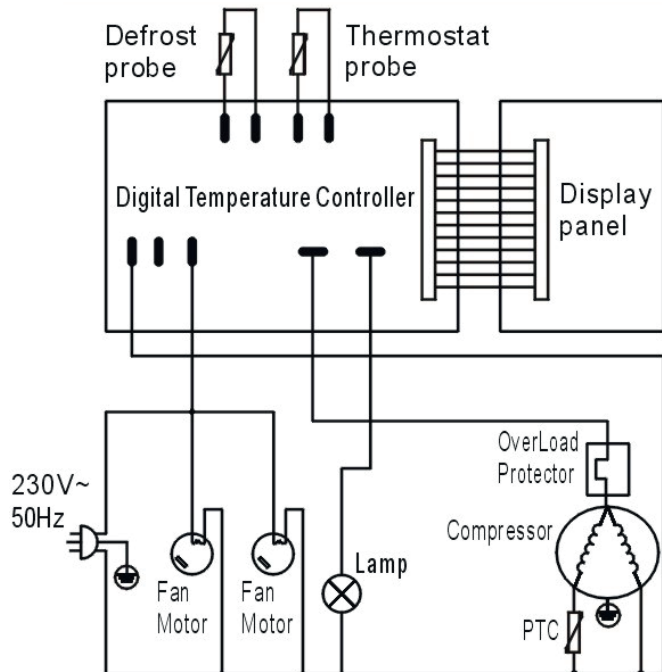 Defrost
probe
Thermostat
probe
Digital Temperature Controller
Display
panel
OverLoad
Protector
230V~
50Hz
Compressor
Fan
Motor
Fan
Motor
Lamp
PTC